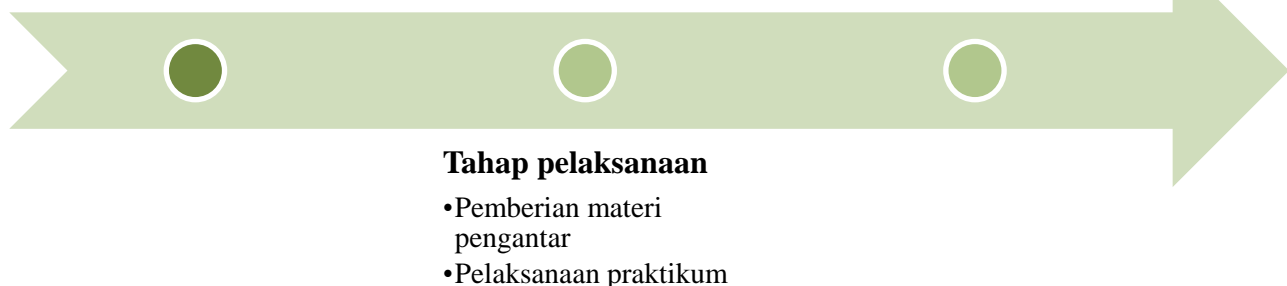 Tahap pelaksanaan
•Pemberian materi
pengantar
•Pelaksanaan praktikum